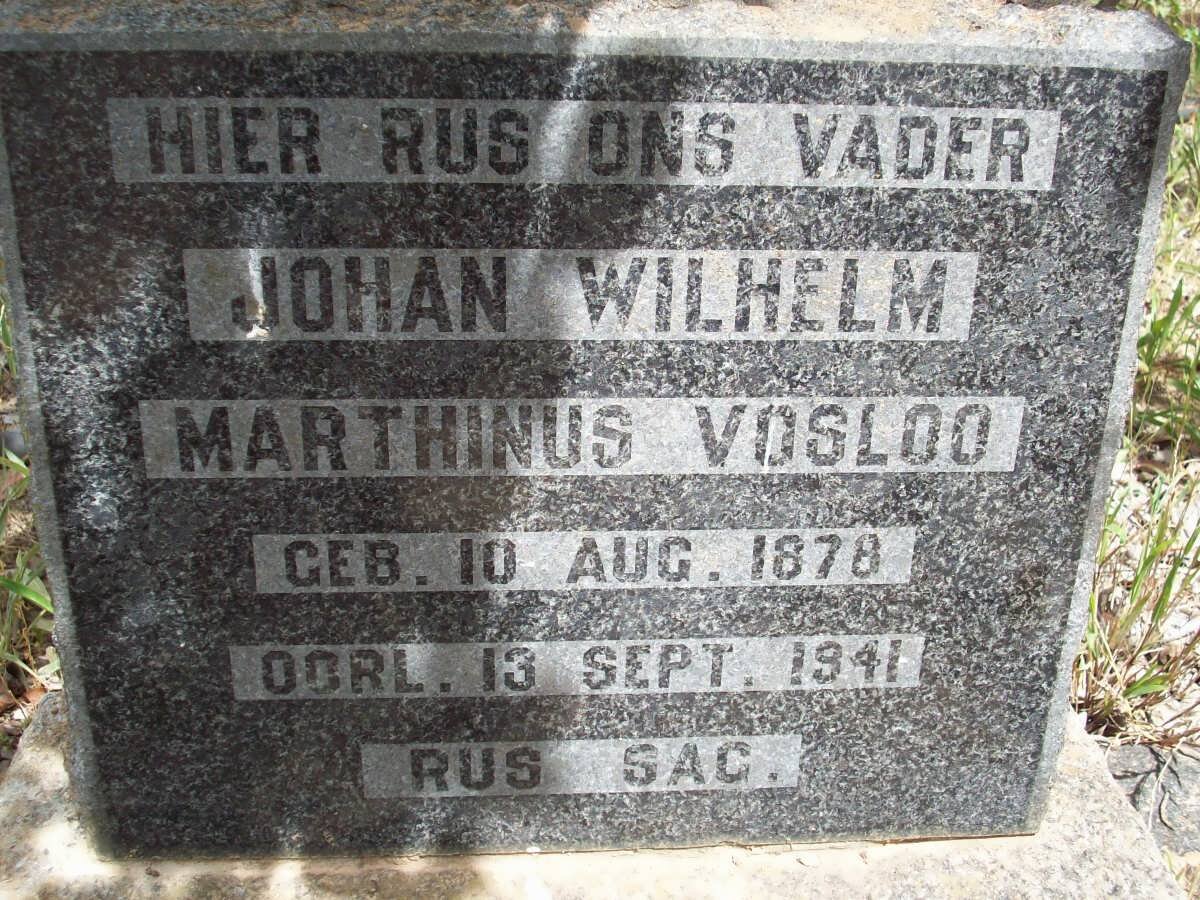 HIER RUS ONS VADER
JOHAN WILHELM
MARTHINUS VOSLOO
GEB. 10 AUG. 1878
OORL. 13 SEPT. 1941
RUS SAG.